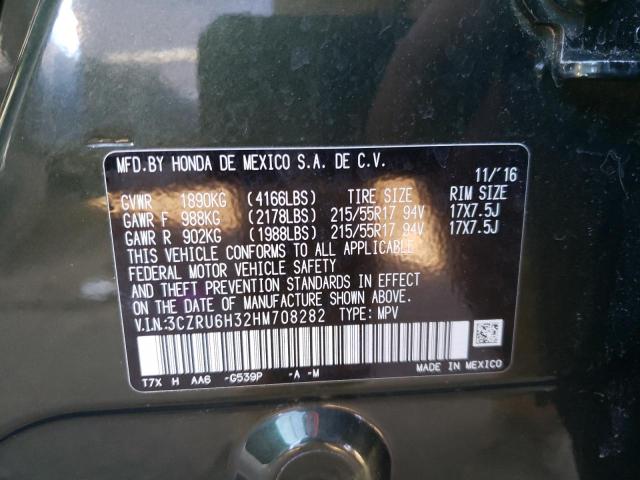 MFD.BY HONDA DE MEXICO S.A. DE C.V.
11/'16
GVWR 1890KG (4166LBS) TIRE SIZE RIM SIZE
GAWR F 988KG (2178LBS) 215/55R17 94V 17X7.5J
GAWR R 902KG (1988LBS) 215/55R17 94V 17X7.5J
THIS VEHICLE CONFORMS TO ALL APPLICABLE
FEDERAL MOTOR VEHICLE SAFETY
AND THEFT PREVENTION STANDARDS IN EFFECT
ON THE DATE OF MANUFACTURE SHOWN ABOVE.
V.I.N.:3CZRU6H32HM708282 TYPE: MPV
T7X H AA6 -G539P -A -M MADE IN MEXICO